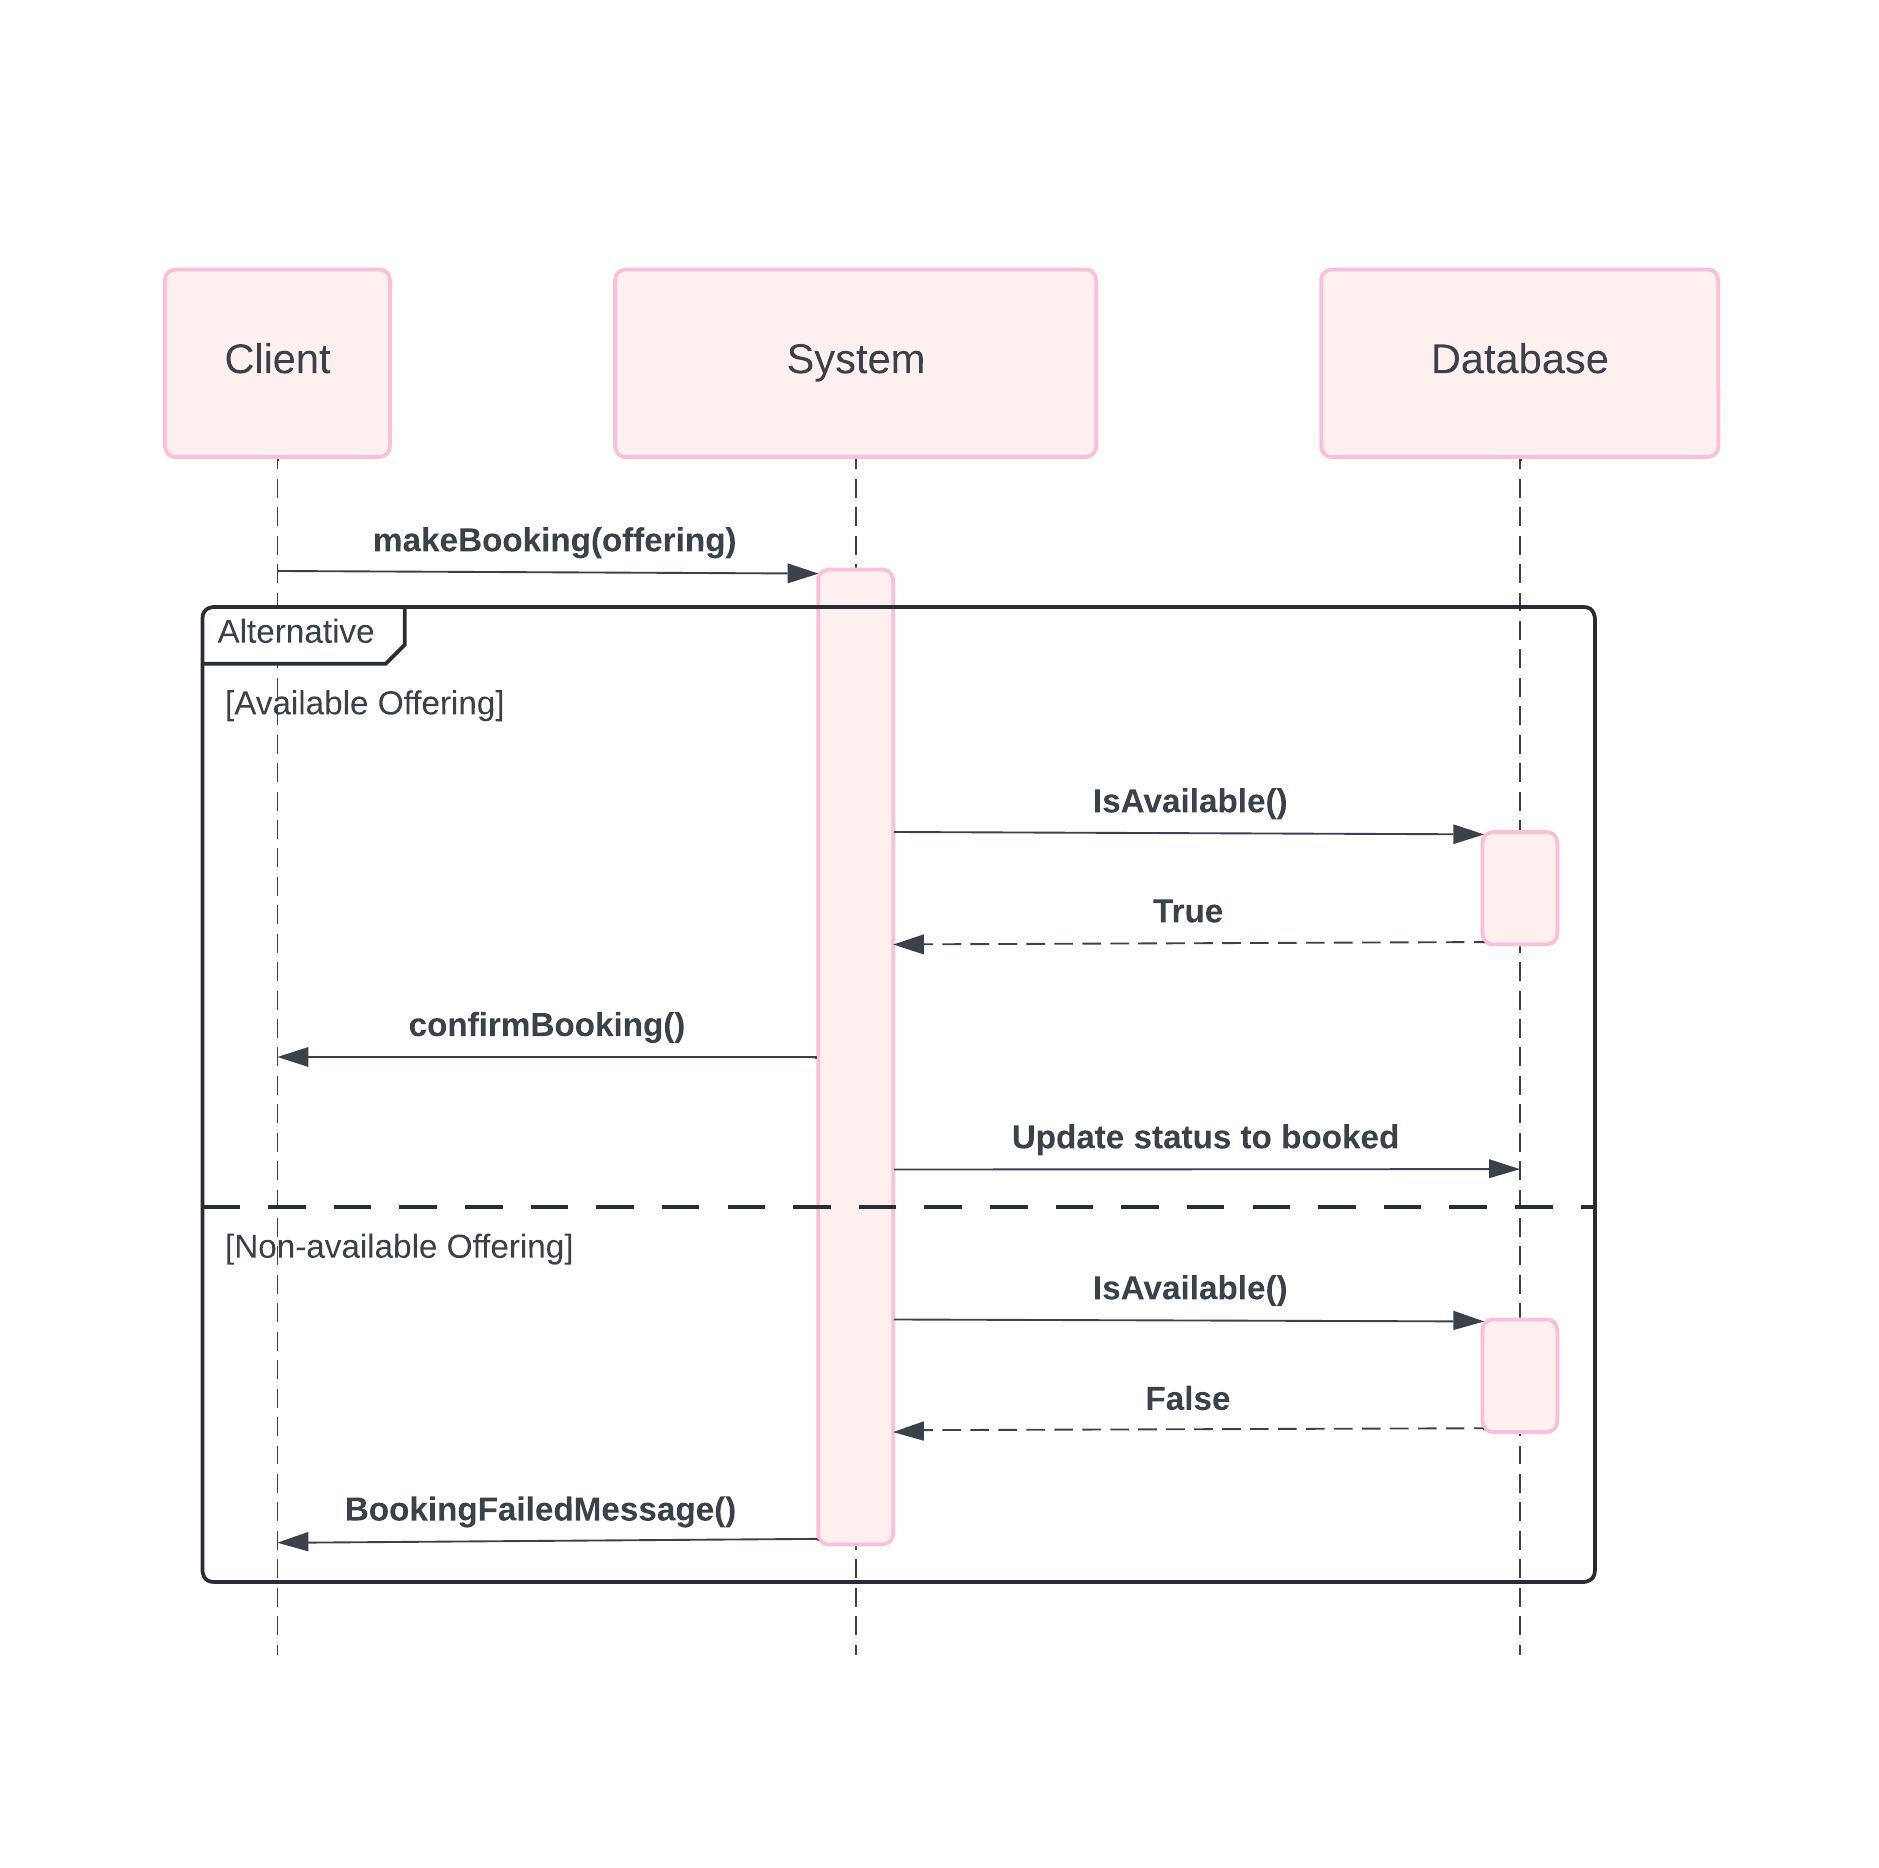 Client
System
Database
makeBooking(offering)
Alternative
[Available Offering]
IsAvailable()
True
confirmBooking()
Update status to booked
[Non-available Offering]
IsAvailable()
False
BookingFailedMessage()